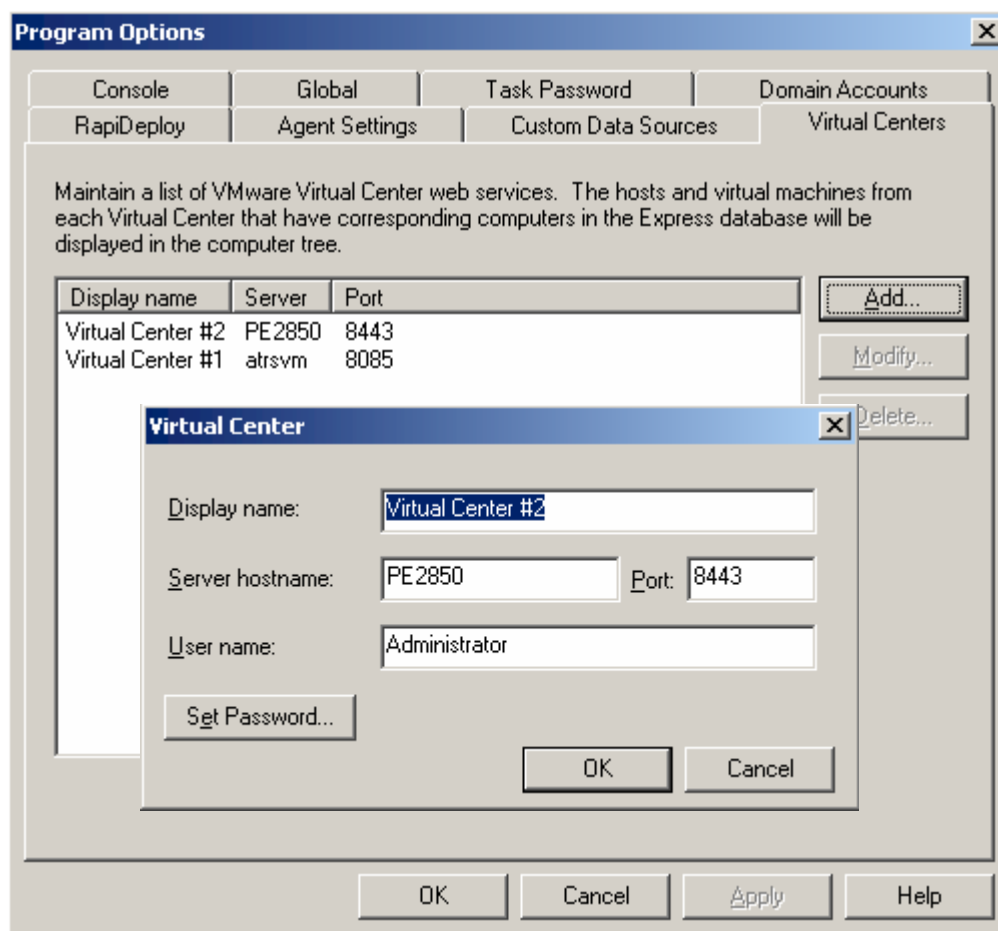 Program Options
Console Global Task Password Domain Accounts
RapiDeploy Agent Settings Custom Data Sources Virtual Centers
Maintain a list of VMware Virtual Center web services. The hosts and virtual machines from
each Virtual Center that have corresponding computers in the Express database will be
displayed in the computer tree.
Display name Server Port
Virtual Center #2 PE2850 8443
Virtual Center #1 atrsvm 8085
Add...
Modify...
Delete...
Virtual Center
Display name: Virtual Center #2
Server hostname: PE2850 Port: 8443
User name: Administrator
Set Password...
OK Cancel
OK Cancel Apply Help